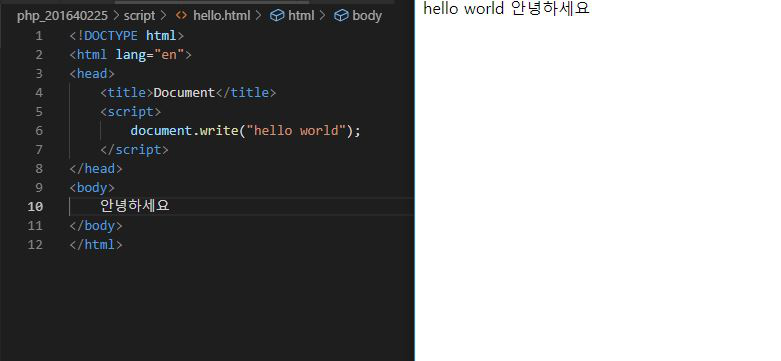 php_201640225 > script > hello.html > html > body
1 <!DOCTYPE html>
2 <html lang="en">
3 <head>
4     <title>Document</title>
5     <script>
6         document.write("hello world");
7     </script>
8 </head>
9 <body>
10     안녕하세요
11 </body>
12 </html>
hello world 안녕하세요